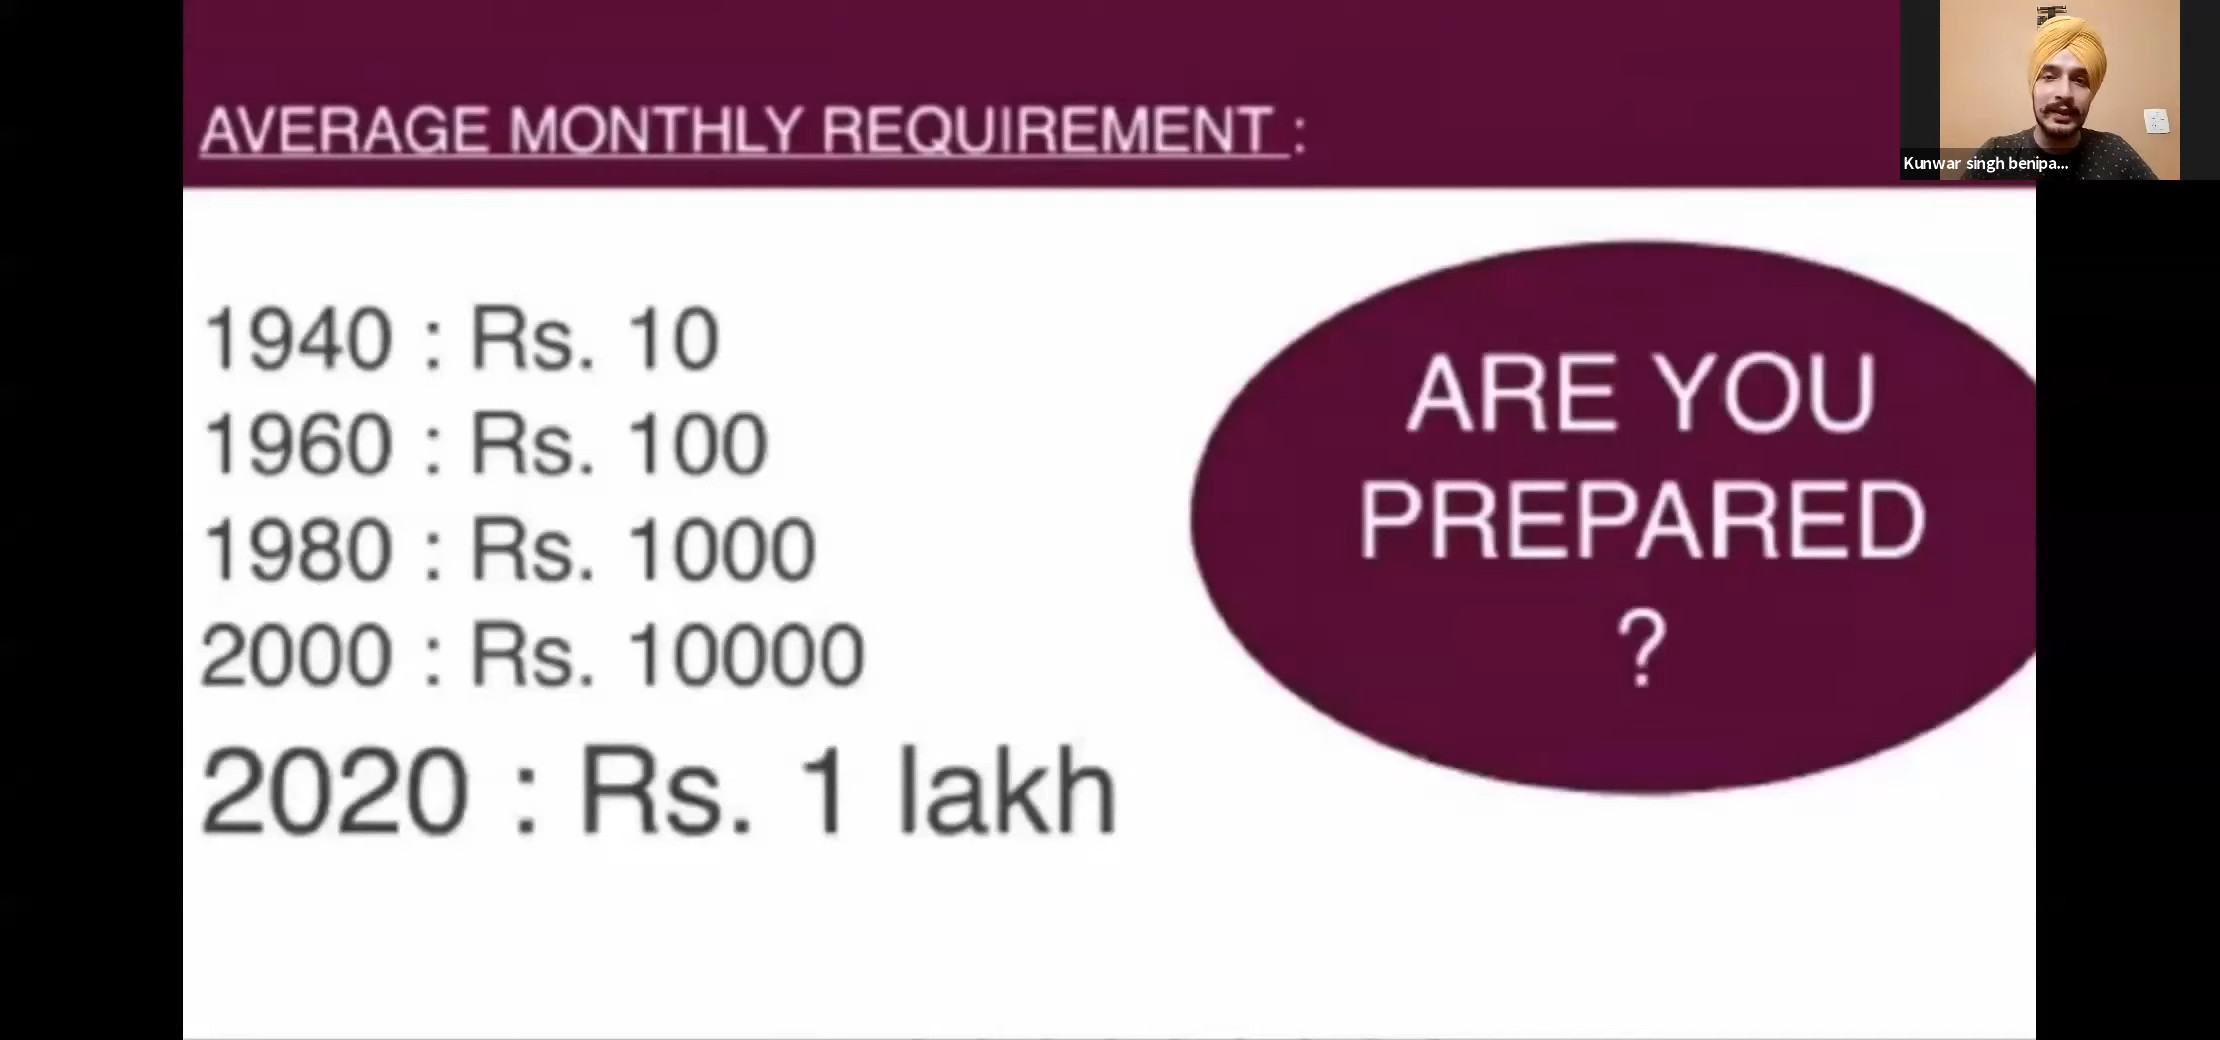 AVERAGE MONTHLY REQUIREMENT :
Kunwar singh benipa...
1940 : Rs. 10
1960 : Rs. 100
1980 : Rs. 1000
2000 : Rs. 10000
2020 : Rs. 1 lakh
ARE YOU
PREPARED
?